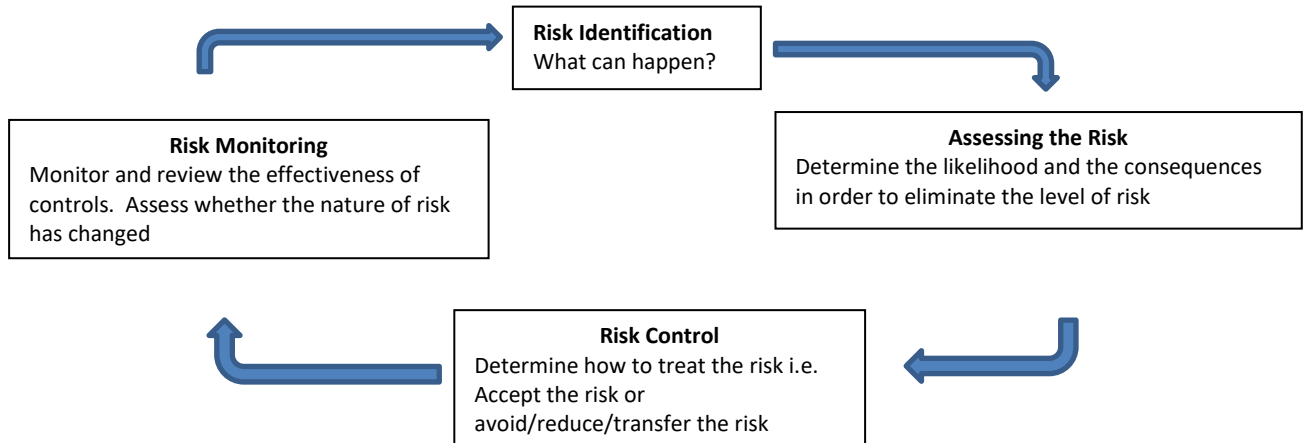 Risk Identification
What can happen?
Assessing the Risk
Determine the likelihood and the consequences
in order to eliminate the level of risk
Risk Control
Determine how to treat the risk i.e.
Accept the risk or
avoid/reduce/transfer the risk
Risk Monitoring
Monitor and review the effectiveness of
controls.  Assess whether the nature of risk
has changed